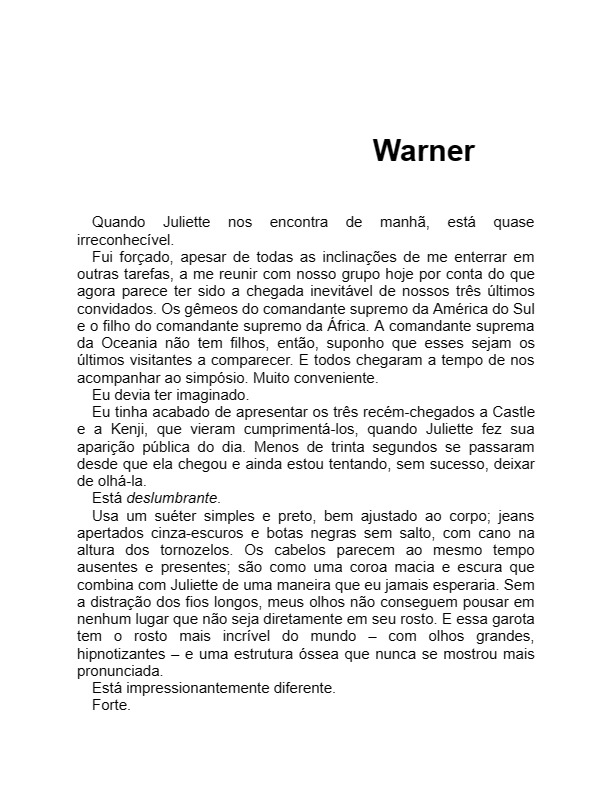 Warner
Quando Juliette nos encontra de manhã, está quase
irreconhecível.
Fui forçado, apesar de todas as inclinações de me enterrar em
outras tarefas, a me reunir com nosso grupo hoje por conta do que
agora parece ter sido a chegada inevitável de nossos três últimos
convidados. Os gêmeos do comandante supremo da América do Sul
e o filho do comandante supremo da África. A comandante suprema
da Oceania não tem filhos, então, suponho que esses sejam os
últimos visitantes a comparecer. E todos chegaram a tempo de nos
acompanhar ao simpósio. Muito conveniente.
Eu devia ter imaginado.
Eu tinha acabado de apresentar os três recém-chegados a Castle
e a Kenji, que vieram cumprimentá-los, quando Juliette fez sua
aparição pública do dia. Menos de trinta segundos se passaram
desde que ela chegou e ainda estou tentando, sem sucesso, deixar
de olhá-la.
Está deslumbrante.
Usa um suéter simples e preto, bem ajustado ao corpo; jeans
apertados cinza-escuros e botas negras sem salto, com cano na
altura dos tornozelos. Os cabelos parecem ao mesmo tempo
ausentes e presentes; são como uma coroa macia e escura que
combina com Juliette de uma maneira que eu jamais esperaria. Sem
a distração dos fios longos, meus olhos não conseguem pousar em
nenhum lugar que não seja diretamente em seu rosto. E essa garota
tem o rosto mais incrível do mundo – com olhos grandes,
hipnotizantes – e uma estrutura óssea que nunca se mostrou mais
pronunciada.
Está impressionantemente diferente.
Forte.